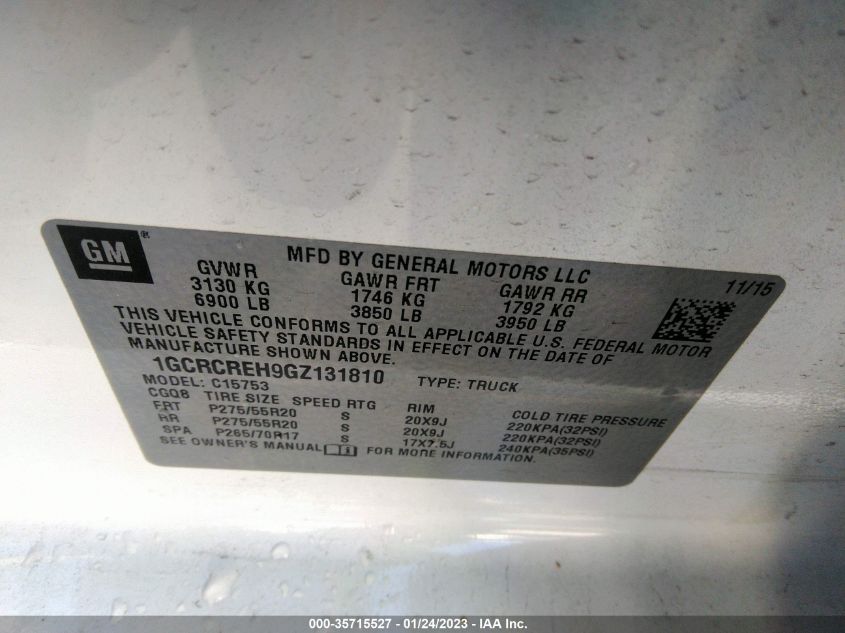 GM®
MFD BY GENERAL MOTORS LLC
11/15
GVWR GAWR FRT GAWR RR
3130 KG 1746 KG 1792 KG
6900 LB 3850 LB 3950 LB
THIS VEHICLE CONFORMS TO ALL APPLICABLE U.S. FEDERAL MOTOR
VEHICLE SAFETY STANDARDS IN EFFECT ON THE DATE OF
MANUFACTURE SHOWN ABOVE.
1GCRCREH9GZ131810 TYPE: TRUCK
MODEL: C15753
CGQ8 TIRE SIZE SPEED RTG RIM COLD TIRE PRESSURE
FRT P275/55R20 S 20X9J 220KPA(32PSI)
RR P275/55R20 S 20X9J 220KPA(32PSI)
SPA P265/70R17 S 17X7.5J 240KPA(35PSI)
SEE OWNER'S MANUAL FOR MORE INFORMATION.
000-35715527 - 01/24/2023 - IAA Inc.